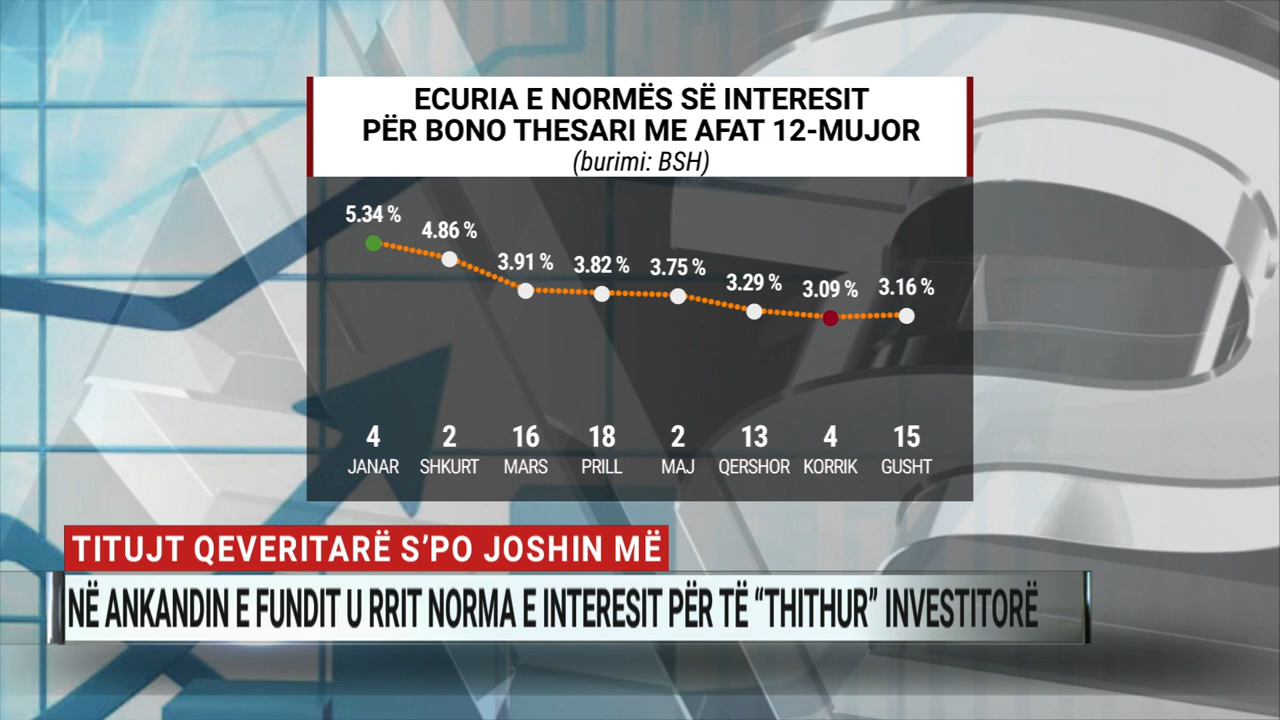 ECURIA E NORMËS SË INTERESIT
PËR BONO THESARI ME AFAT 12-MUJOR
(burimi: BSH)
5.34 % 4.86 % 3.91 % 3.82 % 3.75 % 3.29 % 3.09 % 3.16 %
4 2 16 18 2 13 4 15
JANAR SHKURT MARS PRILL MAJ QERSHOR KORRIK GUSHT
TITUJT QEVERITARË S’PO JOSHIN MË
NË ANKANDIN E FUNDIT U RRIT NORMA E INTERESIT PËR TË “THITHUR” INVESTITORË